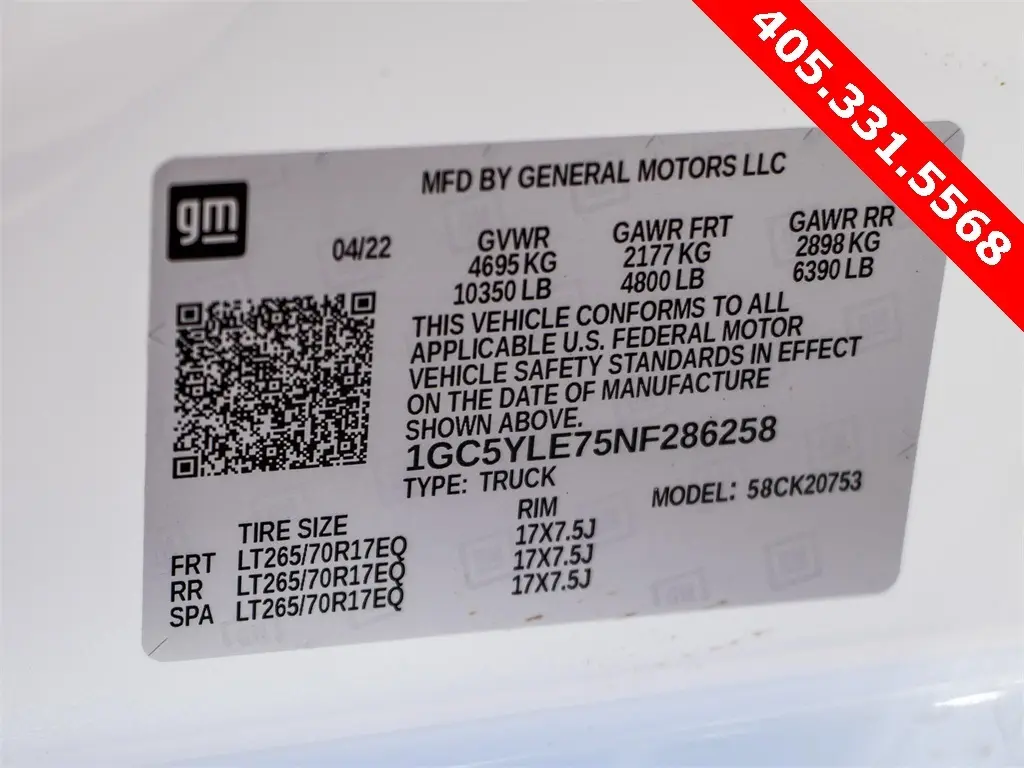 405.331.5568
gm
MFD BY GENERAL MOTORS LLC
04/22
GVWR
4695 KG
10350 LB
GAWR FRT
2177 KG
4800 LB
GAWR RR
2898 KG
6390 LB
THIS VEHICLE CONFORMS TO ALL
APPLICABLE U.S. FEDERAL MOTOR
VEHICLE SAFETY STANDARDS IN EFFECT
ON THE DATE OF MANUFACTURE
SHOWN ABOVE.
1GC5YLE75NF286258
TYPE: TRUCK
MODEL: 58CK20753
TIRE SIZE RIM
FRT LT265/70R17EQ 17X7.5J
RR LT265/70R17EQ 17X7.5J
SPA LT265/70R17EQ 17X7.5J